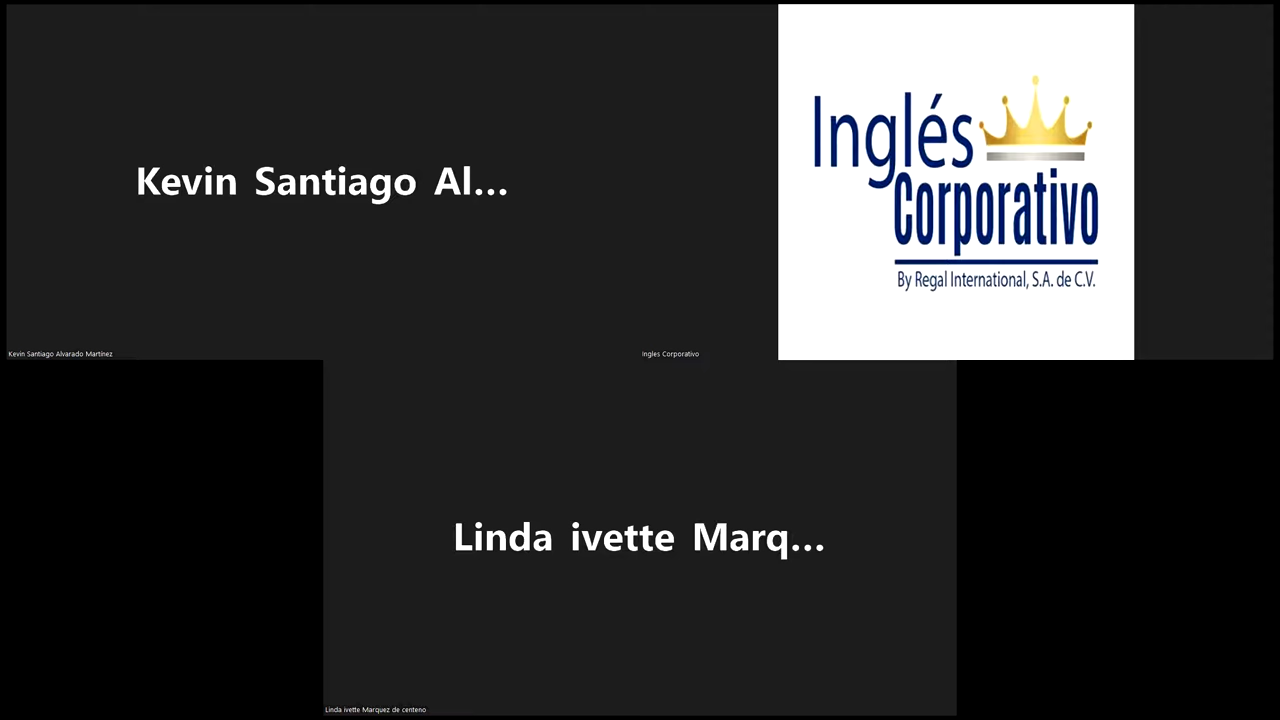 Kevin Santiago Al...
Kevin Santiago Alvarado Martínez
Inglés
Corporativo
By Regal International, S.A. de C.V.
Ingles Corporativo
Linda ivette Marq...
Linda ivette Marquez de centeno